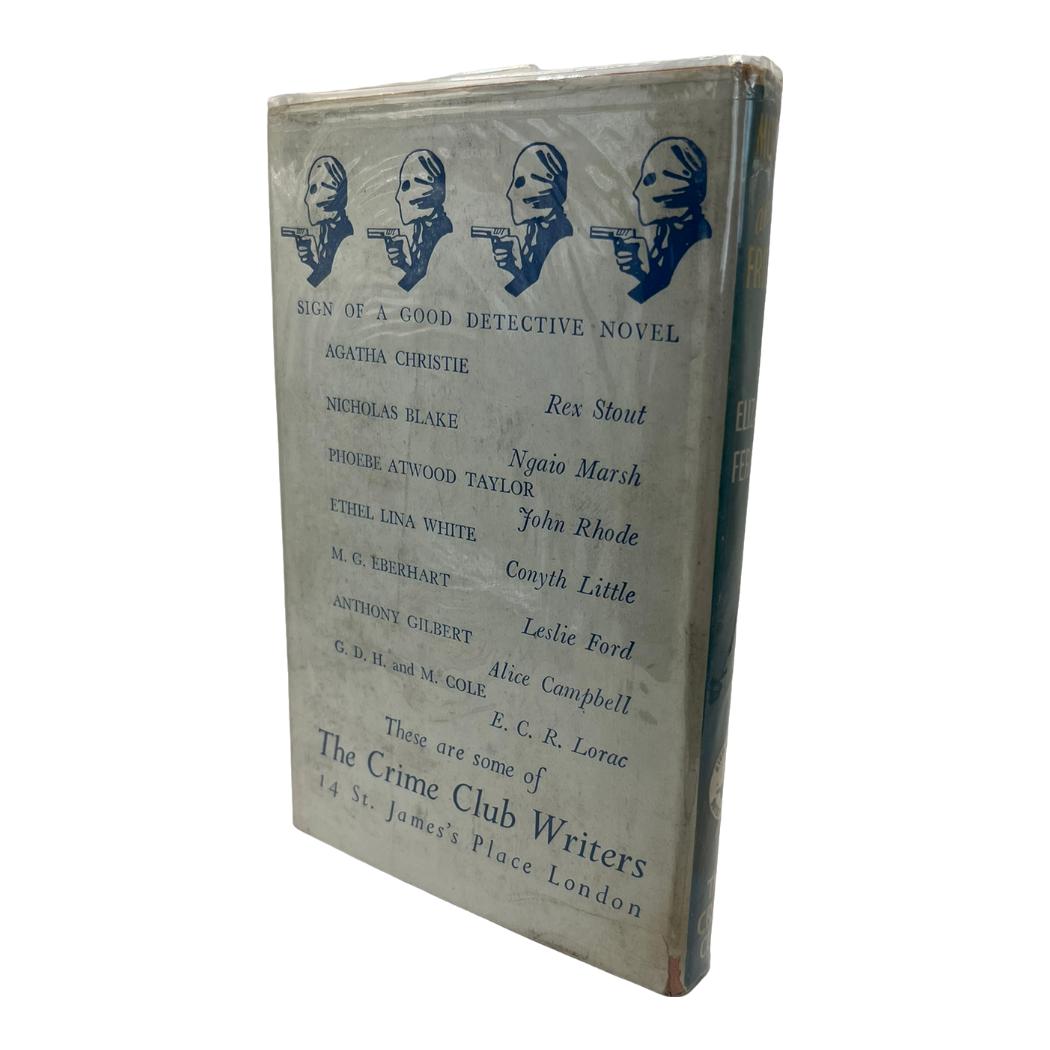 SIGN OF A GOOD DETECTIVE NOVEL
AGATHA CHRISTIE
Rex Stout
NICHOLAS BLAKE
Ngaio Marsh
PHOEBE ATWOOD TAYLOR
John Rhode
ETHEL LINA WHITE
Conyth Little
M. G. EBERHART
Leslie Ford
ANTHONY GILBERT
Alice Campbell
G. D. H. and M. COLE
E. C. R. Lorac
These are some of
The Crime Club Writers
14 St. James's Place London